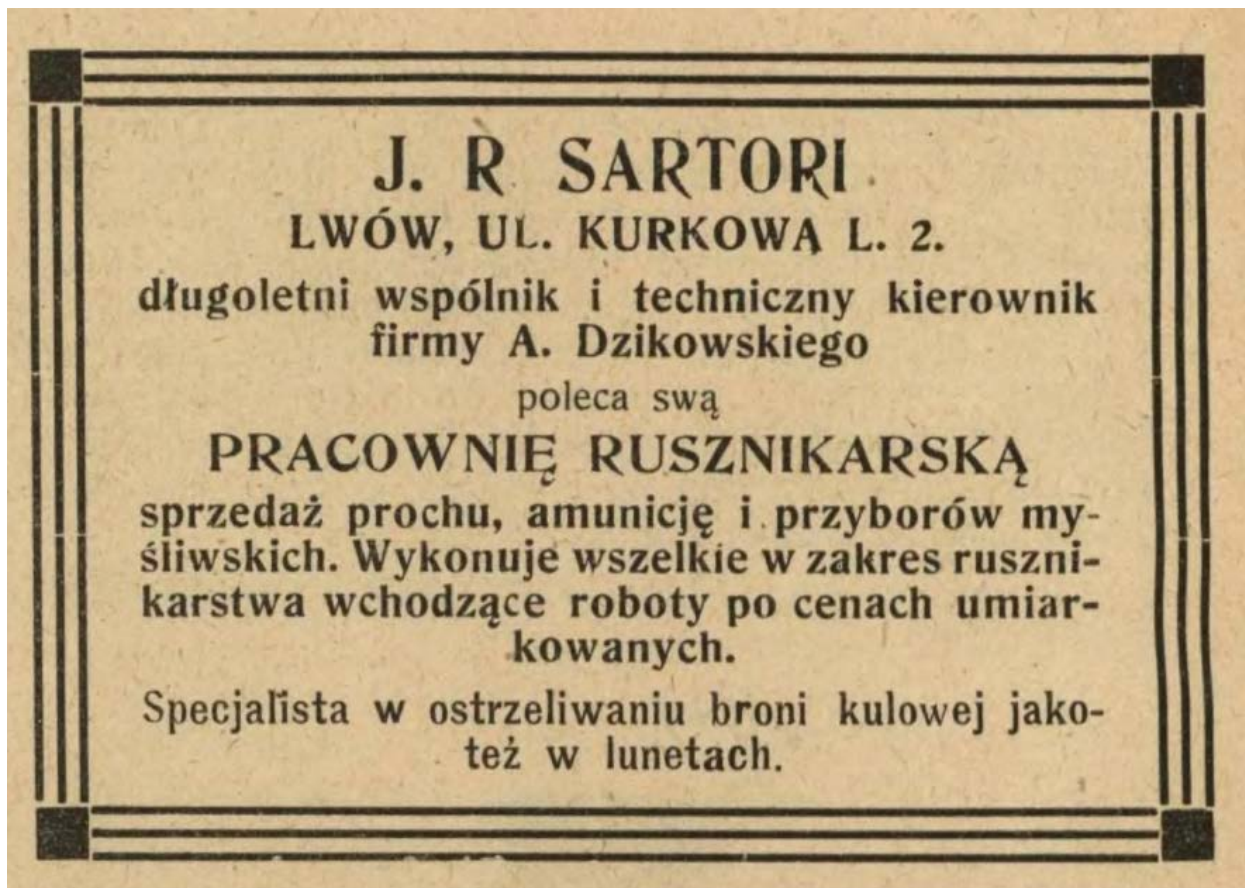 J. R. SARTORI
LWÓW, UL. KURKOWA L. 2.
długoletni wspólnik i techniczny kierownik
firmy A. Dzikowskiego
poleca swą
PRACOWNIĘ RUSZNIKARSKĄ
sprzedaż prochu, amunicję i przyborów my-
śliwskich. Wykonuje wszelkie w zakres ruszni-
karstwa wchodzące roboty po cenach umiar-
kowanych.
Specjalista w ostrzeliwaniu broni kulowej jako-
też w lunetach.